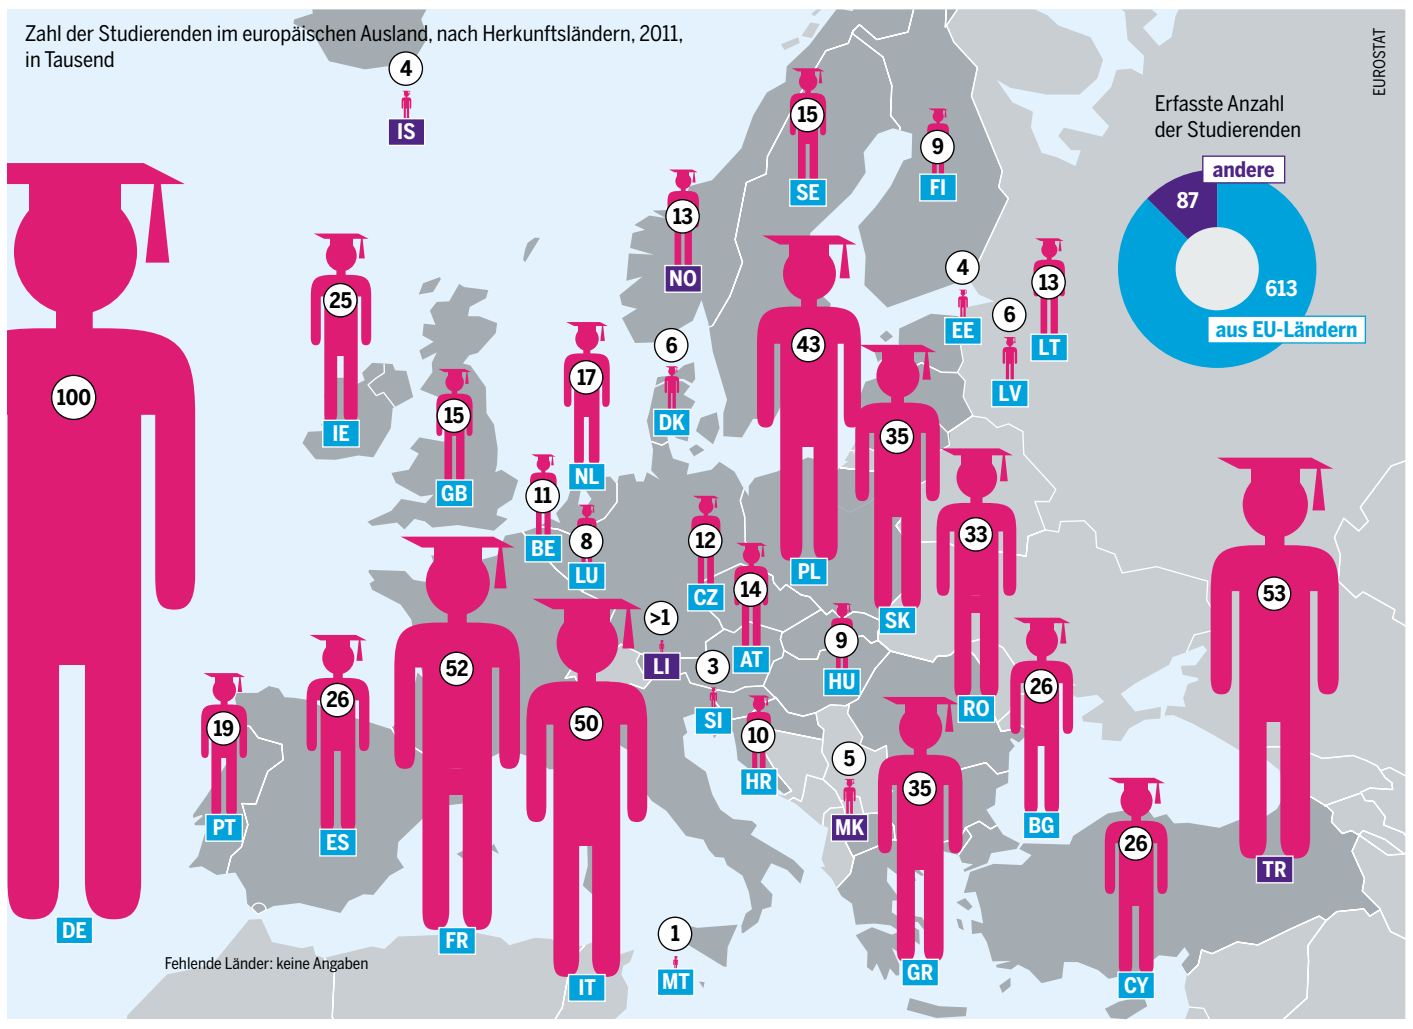 Zahl der Studierenden im europäischen Ausland, nach Herkunftsländern, 2011,
in Tausend
EUROSTAT
Erfasste Anzahl
der Studierenden
andere
87
613
aus EU-Ländern
4
IS
15
SE
9
FI
13
NO
100
DE
25
IE
15
GB
17
NL
6
DK
43
PL
4
EE
6
LV
13
LT
35
SK
11
BE
8
LU
12
CZ
14
AT
33
RO
53
TR
52
FR
50
IT
>1
LI
3
SI
9
HU
26
BG
19
PT
26
ES
10
HR
5
MK
35
GR
26
CY
1
MT
Fehlende Länder: keine Angaben